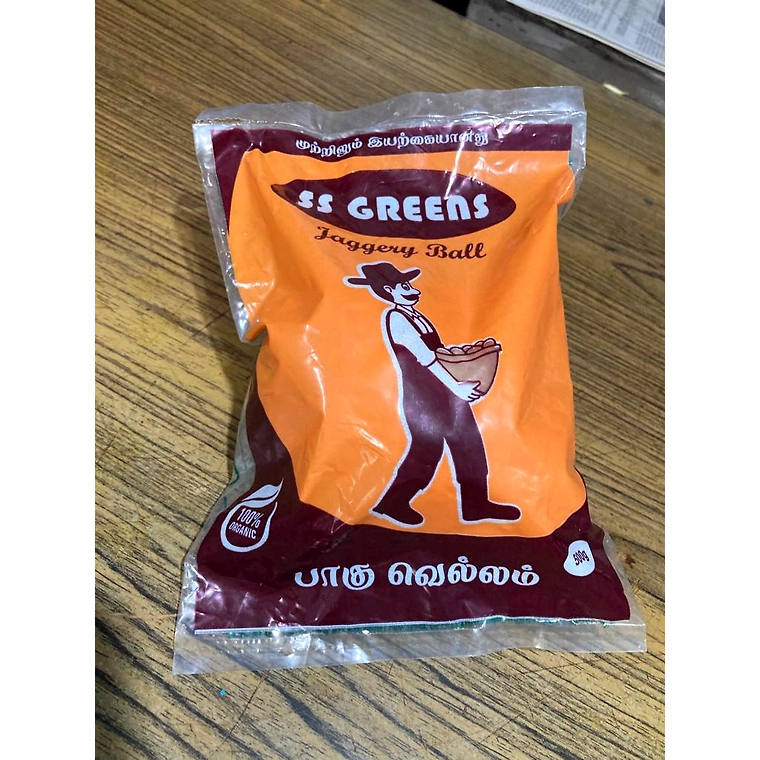 முற்றிலும் இயற்கையானது
SS GREENS
Jaggery Ball
100%
ORGANIC
பாகு வெல்லம்
500g